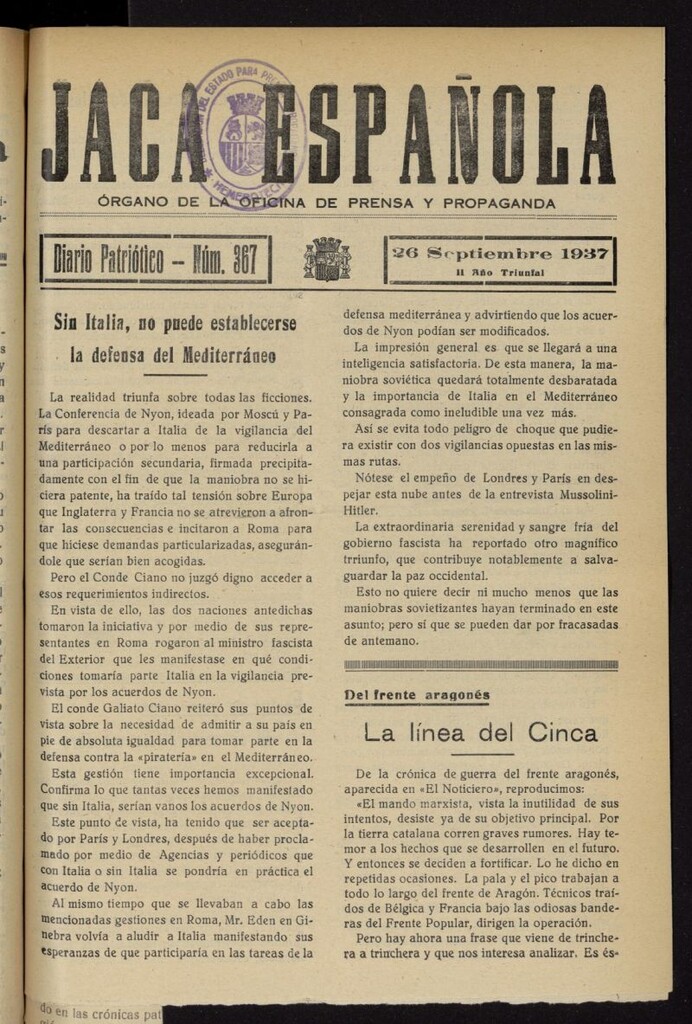 JACA ESPAÑOLA
ÓRGANO DE LA OFICINA DE PRENSA Y PROPAGANDA
Diario Patriótico — Núm. 367
26 Septiembre 1937
II Año Triunfal
Sin Italia, no puede establecerse
la defensa del Mediterráneo
La realidad triunfa sobre todas las ficciones.
La Conferencia de Nyon, ideada por Moscú y Pa-
rís para descartar a Italia de la vigilancia del
Mediterráneo o por lo menos para reducirla a
una participación secundaria, firmada precipita-
damente con el fin de que la maniobra no se hi-
ciera patente, ha traído tal tensión sobre Europa
que Inglaterra y Francia no se atrevieron a afron-
tar las consecuencias e incitaron a Roma para
que hiciese demandas particularizadas, asegurán-
dole que serían bien acogidas.
Pero el Conde Ciano no juzgó digno acceder a
esos requerimientos indirectos.
En vista de ello, las dos naciones antedichas
tomaron la iniciativa y por medio de sus repre-
sentantes en Roma rogaron al ministro fascista
del Exterior que les manifestase en qué condi-
ciones tomaría parte Italia en la vigilancia pre-
vista por los acuerdos de Nyon.
El conde Galiato Ciano reiteró sus puntos de
vista sobre la necesidad de admitir a su país en
pie de absoluta igualdad para tomar parte en la
defensa contra la «piratería» en el Mediterráneo.
Esta gestión tiene importancia excepcional.
Confirma lo que tantas veces hemos manifestado
que sin Italia, serían vanos los acuerdos de Nyon.
Este punto de vista, ha tenido que ser acepta-
do por París y Londres, después de haber procla-
mado por medio de Agencias y periódicos que
con Italia o sin Italia se pondría en práctica el
acuerdo de Nyon.
Al mismo tiempo que se llevaban a cabo las
mencionadas gestiones en Roma, Mr. Eden en Gi-
nebra volvía a aludir a Italia manifestando sus
esperanzas de que participaría en las tareas de la
defensa mediterránea y advirtiendo que los acuer-
dos de Nyon podían ser modificados.
La impresión general es que se llegará a una
inteligencia satisfactoria. De esta manera, la ma-
niobra soviética quedará totalmente desbaratada
y la importancia de Italia en el Mediterráneo
consagrada como ineludible una vez más.
Así se evita todo peligro de choque que pudie-
ra existir con dos vigilancias opuestas en las mis-
mas rutas.
Nótese el empeño de Londres y París en des-
pejar esta nube antes de la entrevista Mussolini-
Hitler.
La extraordinaria serenidad y sangre fría del
gobierno fascista ha reportado otro magnífico
trriunfo, que contribuye notablemente a salva-
guardar la paz occidental.
Esto no quiere decir ni mucho menos que las
maniobras sovietizantes hayan terminado en este
asunto; pero sí que se pueden dar por fracasadas
de antemano.
Del frente aragonés
La línea del Cinca
De la crónica de guerra del frente aragonés,
aparecida en «El Noticiero», reproducimos:
«El mando marxista, vista la inutilidad de sus
intentos, desiste ya de su objetivo principal. Por
la tierra catalana corren graves rumores. Hay te-
mor a los hechos que se desarrollen en el futuro.
Y entonces se deciden a fortificar. Lo he dicho en
repetidas ocasiones. La pala y el pico trabajan a
todo lo largo del frente de Aragón. Técnicos traí-
dos de Bélgica y Francia bajo las odiosas bande-
ras del Frente Popular, dirigen la operación.
Pero hay ahora una frase que viene de trinche-
ra a trinchera y que nos interesa analizar. Es és-
do en las crónicas pat